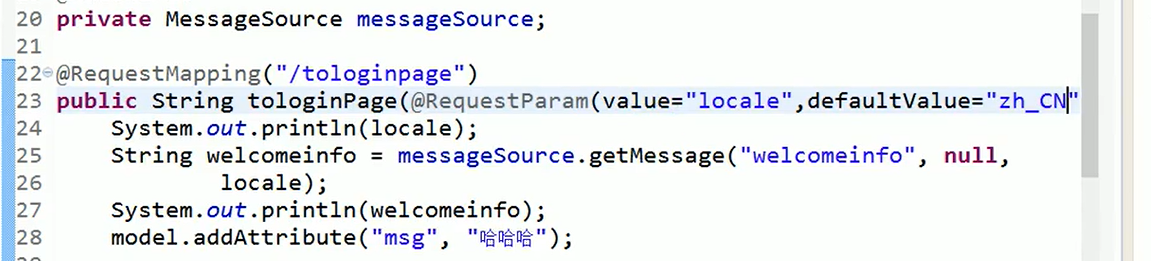 20 private MessageSource messageSource;
21
22 @RequestMapping("/tologinpage")
23 public String tologinPage(@RequestParam(value="locale",defaultValue="zh_CN"
24 System.out.println(locale);
25 String welcomeinfo = messageSource.getMessage("welcomeinfo", null,
26 locale);
27 System.out.println(welcomeinfo);
28 model.addAttribute("msg", "哈哈哈");